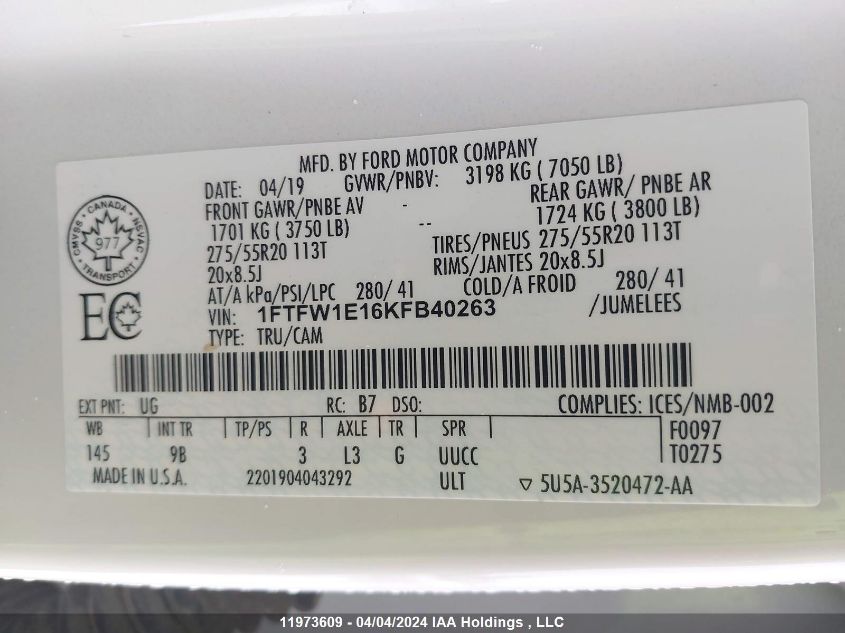 MFD. BY FORD MOTOR COMPANY
DATE: 04/19 GVWR/PNBV: 3198 KG ( 7050 LB)
FRONT GAWR/PNBE AV - REAR GAWR/ PNBE AR
1701 KG ( 3750 LB) -- 1724 KG ( 3800 LB)
275/55R20 113T TIRES/PNEUS 275/55R20 113T
20x8.5J RIMS/JANTES 20x8.5J
AT/A kPa/PSI/LPC 280/ 41 COLD/A FROID 280/ 41
VIN: 1FTFW1E16KFB40263 /JUMELEES
TYPE: TRU/CAM
CANADA
CMVSS NSVAC
977
TRANSPORT
EC
EXT PNT: UG RC: B7 DSO: COMPLIES: ICES/NMB-002
WB | INT TR | TP/PS | R | AXLE | TR | SPR | F0097
145 9B 3 L3 G UUCC T0275
MADE IN U.S.A. 2201904043292 ULT ▽ 5U5A-3520472-AA
11973609 - 04/04/2024 IAA Holdings , LLC